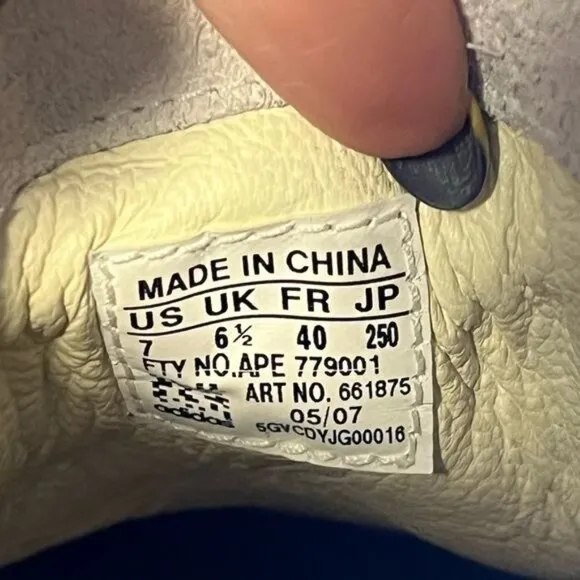 MADE IN CHINA
US UK FR JP
7 6½ 40 250
FTY NO.APE 779001
ART NO. 661875
adidas 05/07
5GVCDYJG00016